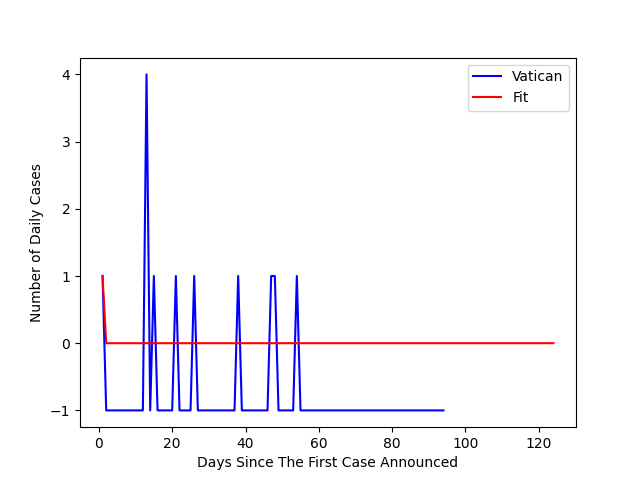 Vatican
Fit
Number of Daily Cases
4
3
2
1
0
−1
0 20 40 60 80 100 120
Days Since The First Case Announced